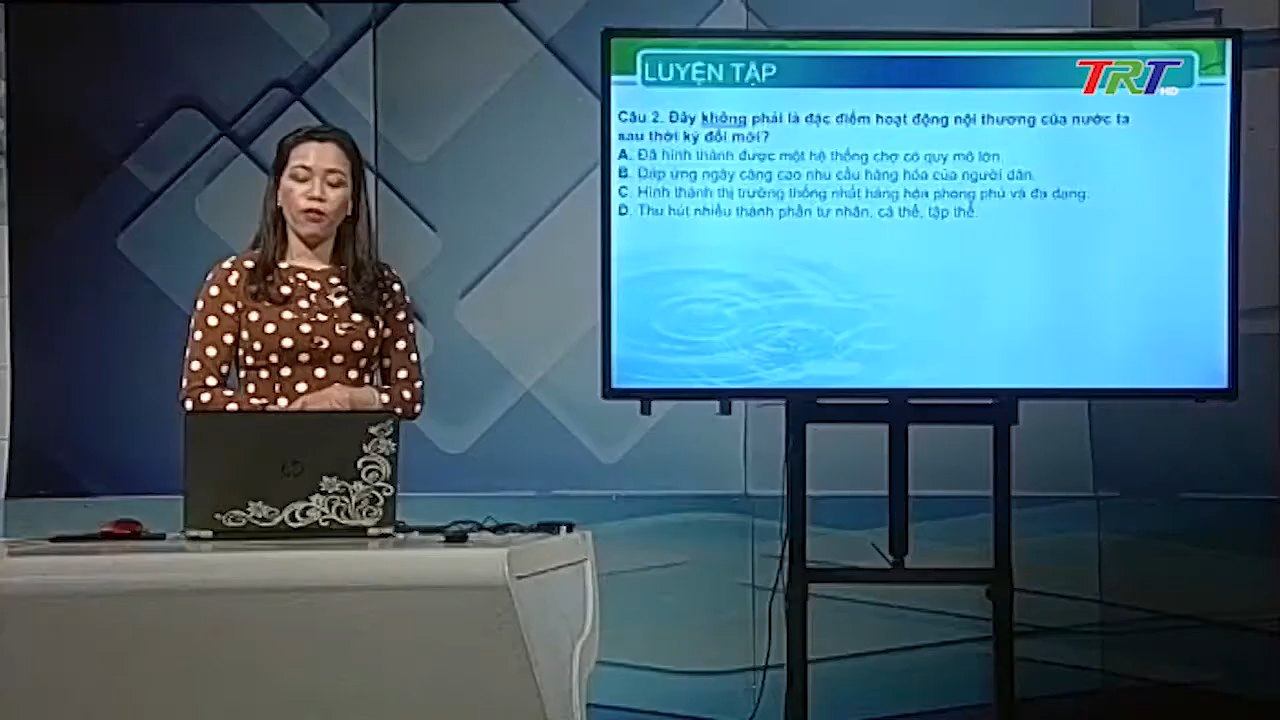 LUYỆN TẬP
TRT HD
Câu 2. Đây không phải là đặc điểm hoạt động nội thương của nước ta
sau thời kỳ đổi mới?
A. Đã hình thành được một hệ thống chợ có quy mô lớn.
B. Đáp ứng ngày càng cao nhu cầu hàng hóa của người dân.
C. Hình thành thị trường thống nhất hàng hóa phong phú và đa dạng.
D. Thu hút nhiều thành phần tư nhân, cá thể, tập thể.
hp